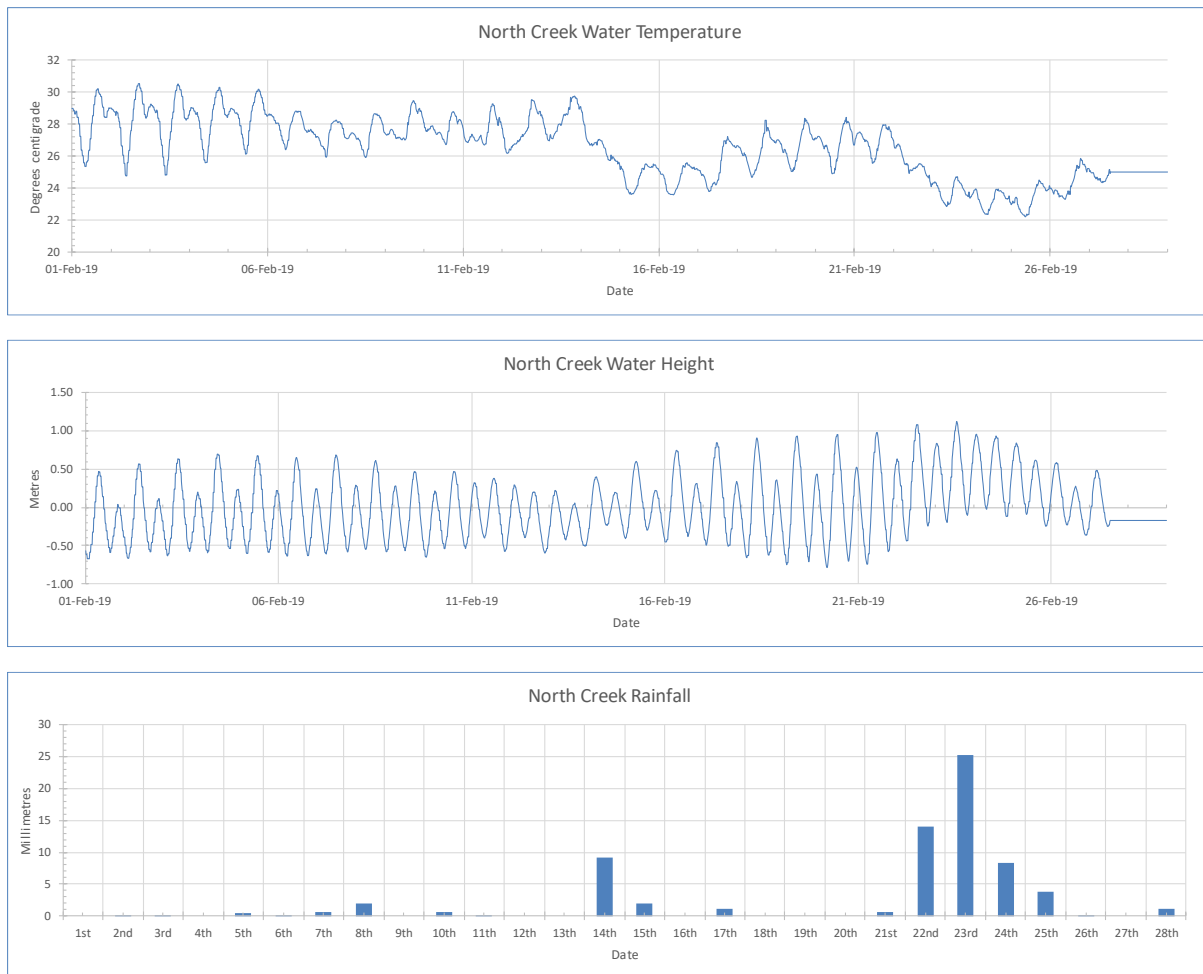 North Creek Water Temperature
32
30
28
26
24
22
20
Degrees centigrade
01-Feb-19 06-Feb-19 11-Feb-19 16-Feb-19 21-Feb-19 26-Feb-19
Date
North Creek Water Height
1.50
1.00
0.50
0.00
-0.50
-1.00
Metres
01-Feb-19 06-Feb-19 11-Feb-19 16-Feb-19 21-Feb-19 26-Feb-19
Date
North Creek Rainfall
30
25
20
15
10
5
0
Millimetres
1st 2nd 3rd 4th 5th 6th 7th 8th 9th 10th 11th 12th 13th 14th 15th 16th 17th 18th 19th 20th 21st 22nd 23rd 24th 25th 26th 27th 28th
Date